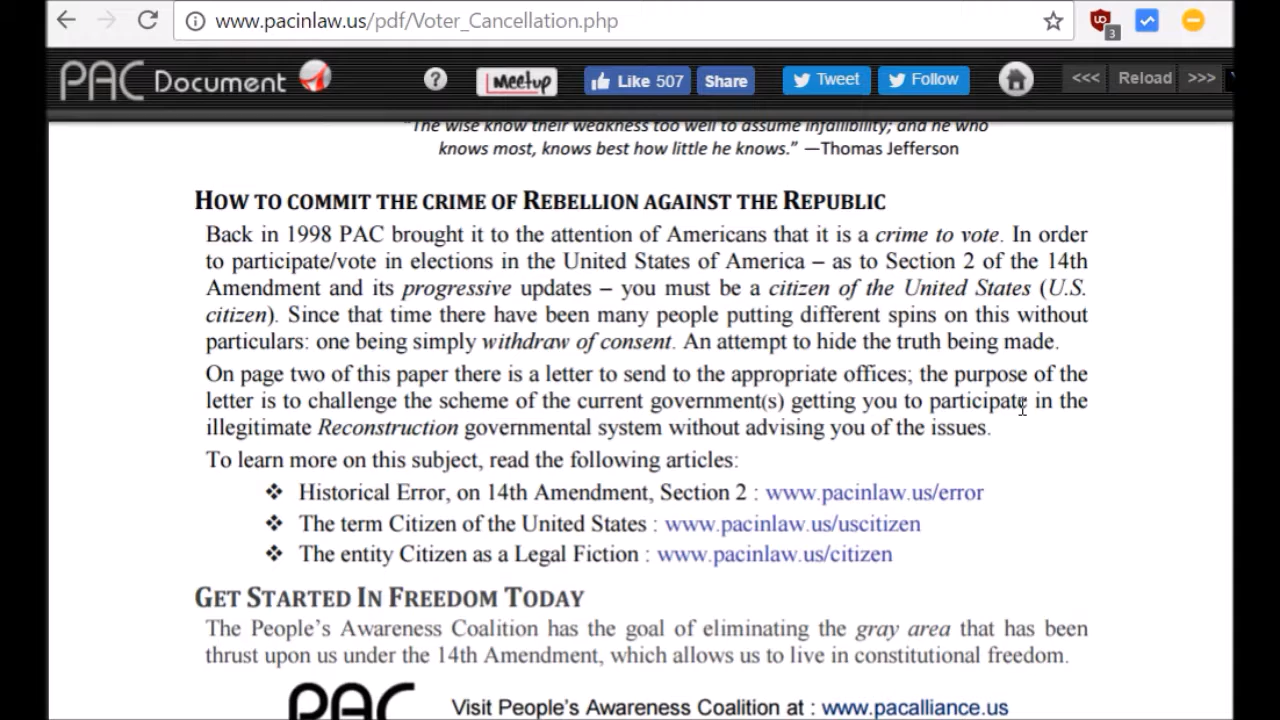 www.pacinlaw.us/pdf/Voter_Cancellation.php
3
PAC Document ? Meetup Like 507 Share Tweet Follow <<< Reload >>>
"The wise know their weakness too well to assume infallibility; and he who
knows most, knows best how little he knows." —Thomas Jefferson
HOW TO COMMIT THE CRIME OF REBELLION AGAINST THE REPUBLIC
Back in 1998 PAC brought it to the attention of Americans that it is a crime to vote. In order
to participate/vote in elections in the United States of America – as to Section 2 of the 14th
Amendment and its progressive updates – you must be a citizen of the United States (U.S.
citizen). Since that time there have been many people putting different spins on this without
particulars: one being simply withdraw of consent. An attempt to hide the truth being made.
On page two of this paper there is a letter to send to the appropriate offices; the purpose of the
letter is to challenge the scheme of the current government(s) getting you to participate in the
illegitimate Reconstruction governmental system without advising you of the issues.
To learn more on this subject, read the following articles:
❖ Historical Error, on 14th Amendment, Section 2 : www.pacinlaw.us/error
❖ The term Citizen of the United States : www.pacinlaw.us/uscitizen
❖ The entity Citizen as a Legal Fiction : www.pacinlaw.us/citizen
GET STARTED IN FREEDOM TODAY
The People's Awareness Coalition has the goal of eliminating the gray area that has been
thrust upon us under the 14th Amendment, which allows us to live in constitutional freedom.
PAC Visit People's Awareness Coalition at : www.pacalliance.us